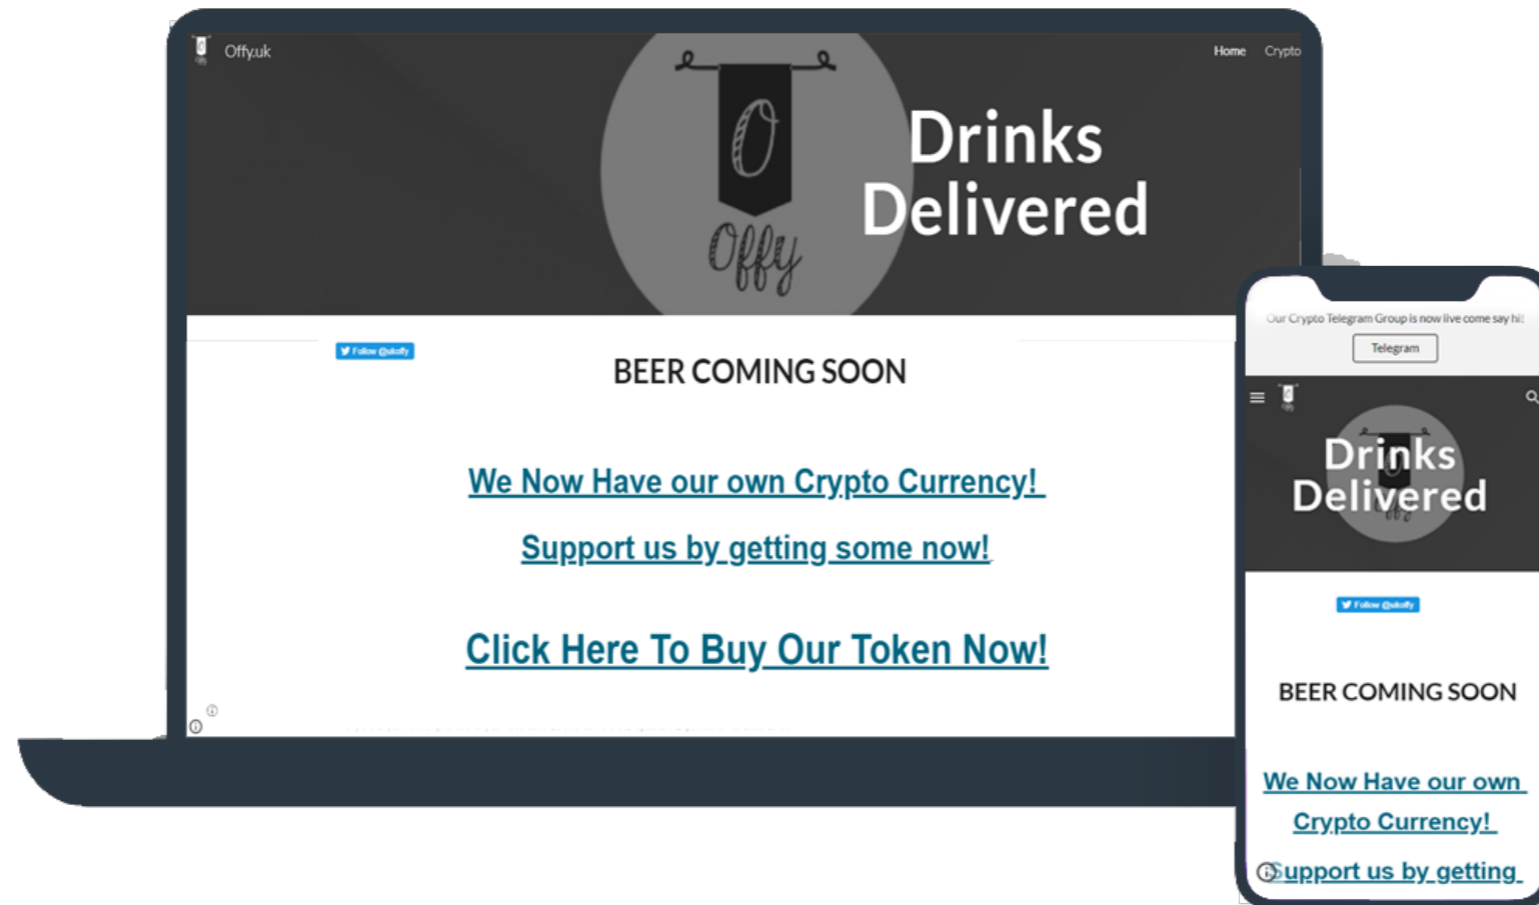 Offy.uk
Home Crypto
O
Offy
Drinks
Delivered
Follow @ukoffy
BEER COMING SOON
We Now Have our own Crypto Currency!
Support us by getting some now!
Click Here To Buy Our Token Now!
Our Crypto Telegram Group is now live come say hi!
Telegram
Drinks
Delivered
Offy
Follow @ukoffy
BEER COMING SOON
We Now Have our own
Crypto Currency!
Support us by getting